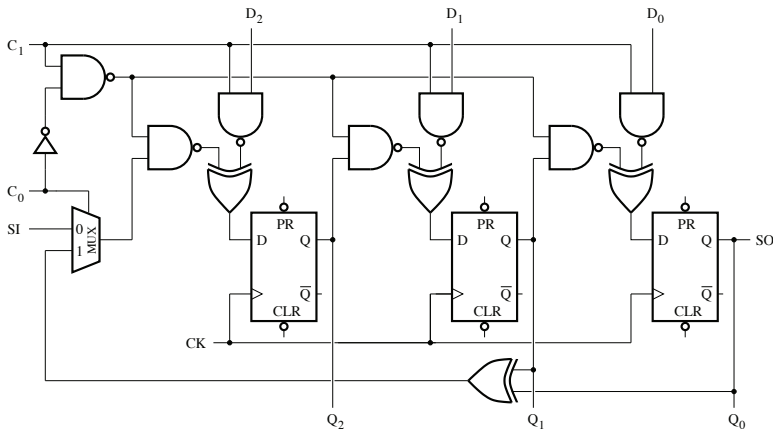 D2 D1 D0
C1
C0
SI 0 MUX
1
PR PR PR
D Q D Q D Q SO
Q Q Q
CLR CLR CLR
CK
Q2 Q1 Q0